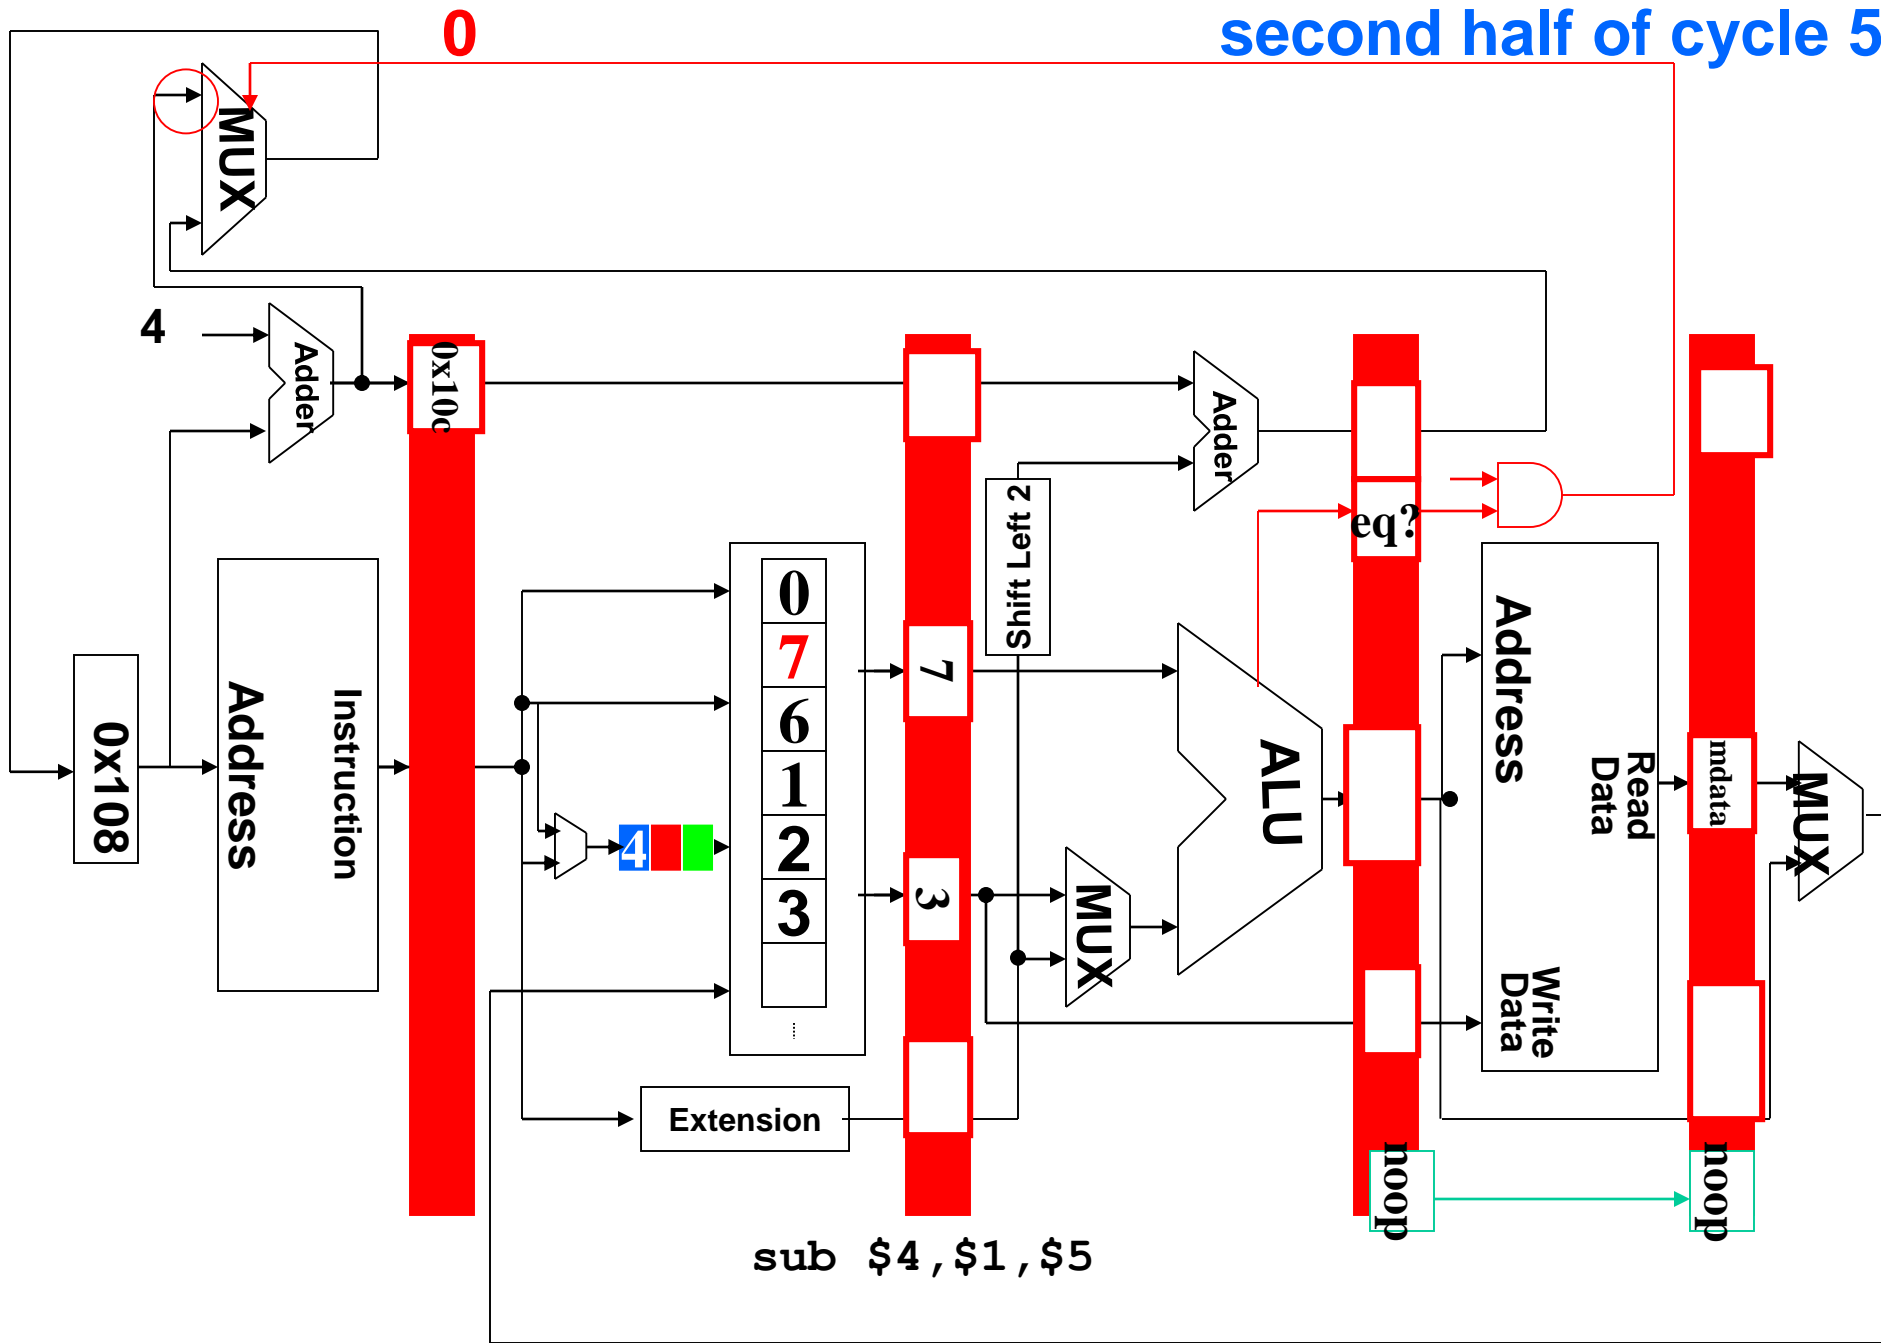 0
second half of cycle 5
MUX
4
Adder
0x10c
Adder
Shift Left 2
eq?
0x108
Address
Instruction
4
0
7
6
1
2
3
7
3
MUX
ALU
Address
Read
Data
Write
Data
mdata
MUX
Extension
noop
noop
sub $4,$1,$5